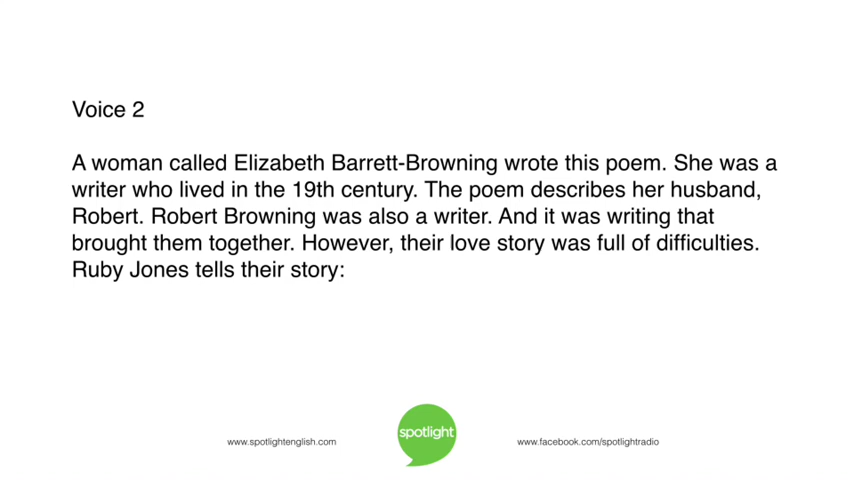 Voice 2
A woman called Elizabeth Barrett-Browning wrote this poem. She was a
writer who lived in the 19th century. The poem describes her husband,
Robert. Robert Browning was also a writer. And it was writing that
brought them together. However, their love story was full of difficulties.
Ruby Jones tells their story:
spotlight
www.spotlightenglish.com
www.facebook.com/spotlightradio